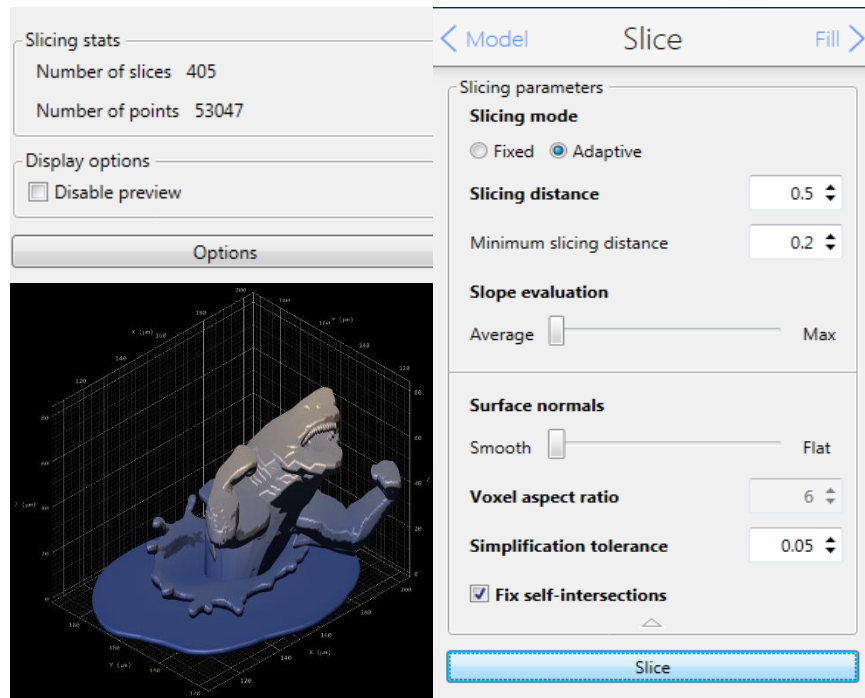 Slicing stats
Number of slices 405
Number of points 53047
Display options
Disable preview
Options
Model Slice Fill
Slicing parameters
Slicing mode
Fixed Adaptive
Slicing distance 0.5
Minimum slicing distance 0.2
Slope evaluation
Average Max
Surface normals
Smooth Flat
Voxel aspect ratio 6
Simplification tolerance 0.05
Fix self-intersections
Slice